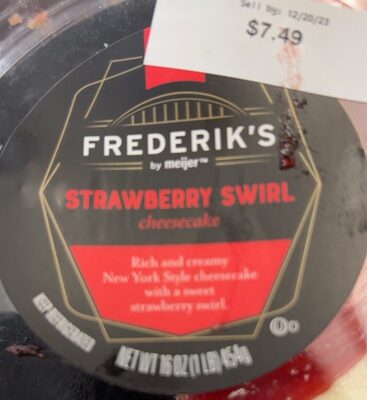 Sell by: 12/20/23
$7.49
FREDERIK'S
by meijer™
STRAWBERRY SWIRL
cheesecake
Rich and creamy
New York Style cheesecake
with a sweet
strawberry swirl.
KEEP REFRIGERATED
NET WT 16 OZ (1 LB) 454g